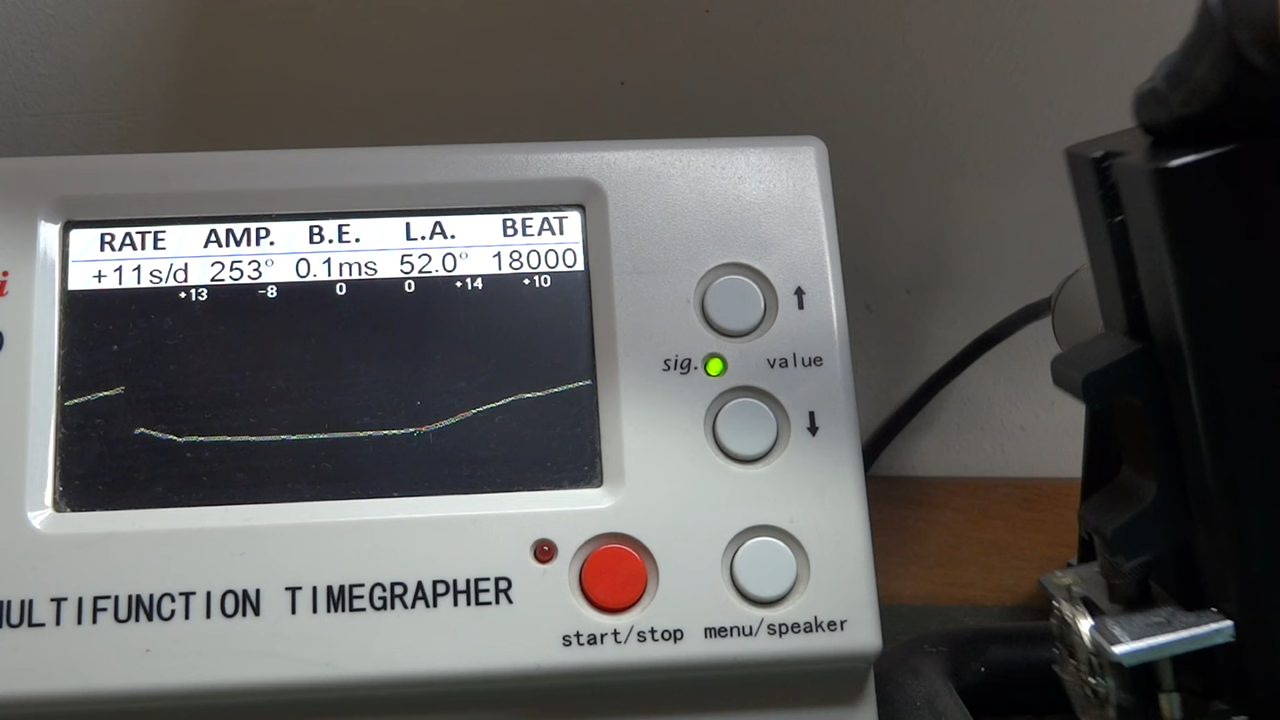 RATE AMP. B.E. L.A. BEAT
+11s/d 253° 0.1ms 52.0° 18000
+13 -8 0 0 +14 +10
i
sig. value
MULTIFUNCTION TIMEGRAPHER
start/stop menu/speaker